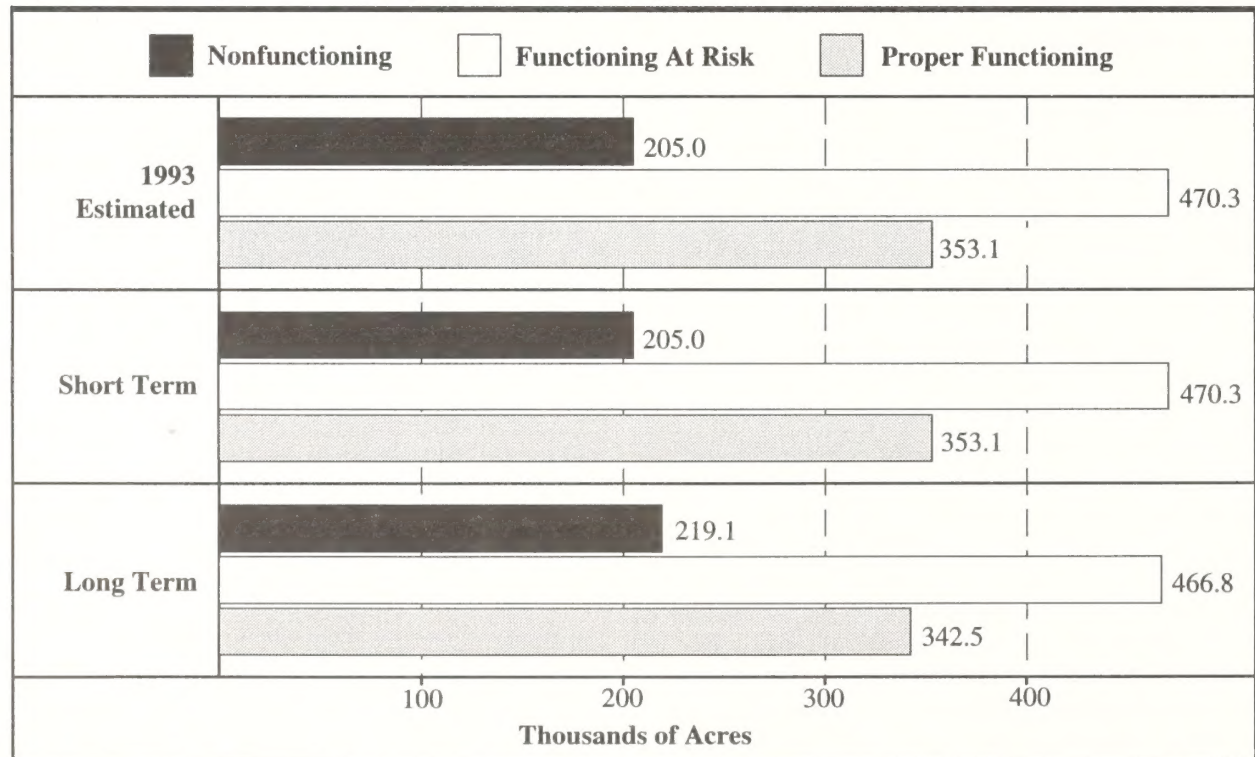 Nonfunctioning Functioning At Risk Proper Functioning
1993
Estimated
205.0
470.3
353.1
Short Term
205.0
470.3
353.1
Long Term
219.1
466.8
342.5
100 200 300 400
Thousands of Acres